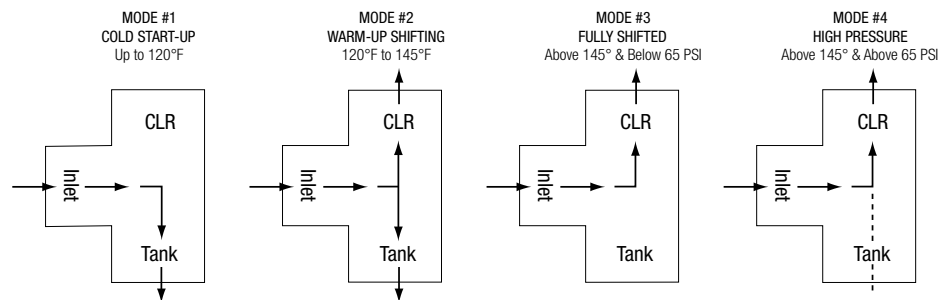 MODE #1
COLD START-UP
Up to 120°F
CLR
Inlet
Tank
MODE #2
WARM-UP SHIFTING
120°F to 145°F
CLR
Inlet
Tank
MODE #3
FULLY SHIFTED
Above 145° & Below 65 PSI
CLR
Inlet
Tank
MODE #4
HIGH PRESSURE
Above 145° & Above 65 PSI
CLR
Inlet
Tank